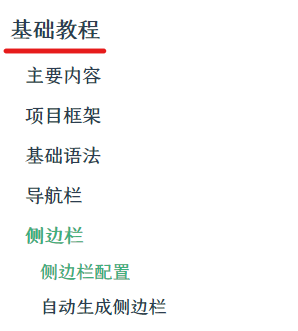 基础教程
主要内容
项目框架
基础语法
导航栏
侧边栏
侧边栏配置
自动生成侧边栏